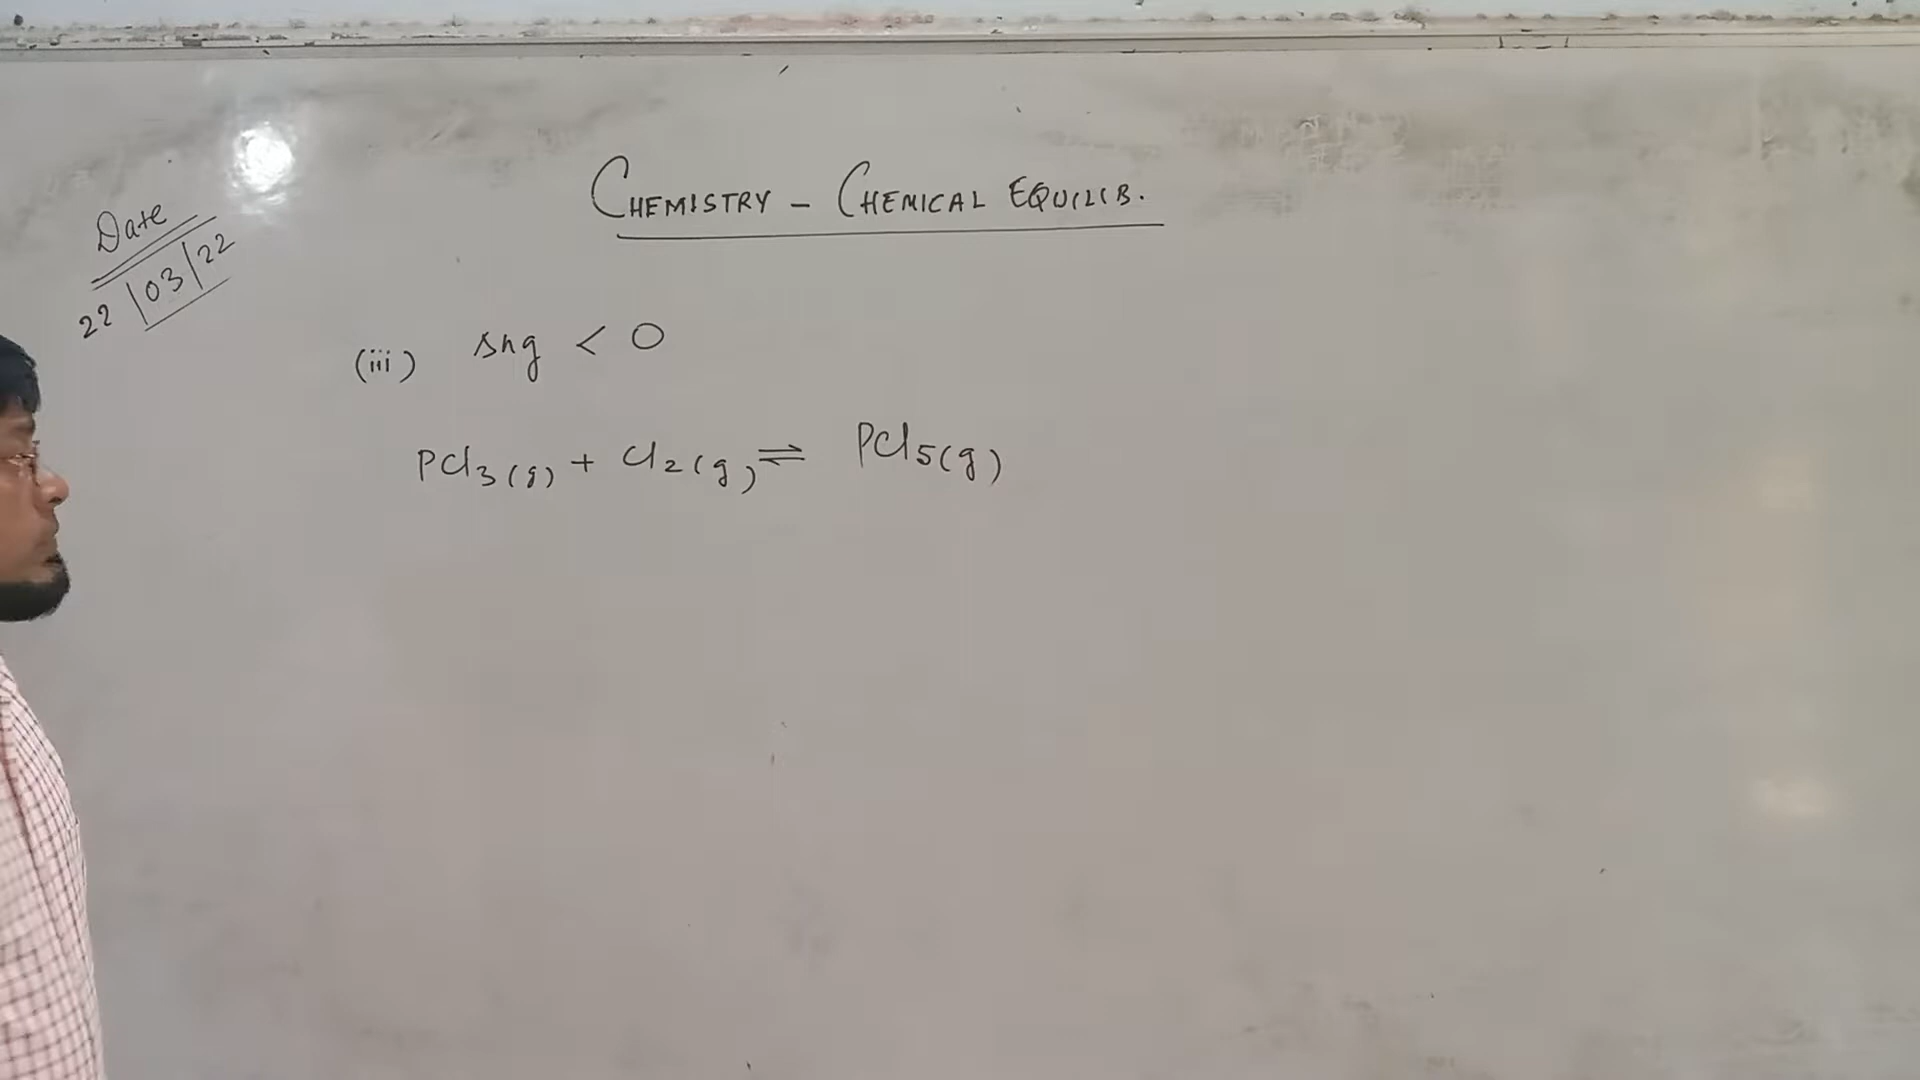 CHEMISTRY - CHEMICAL EQUILIB.
Date
22/03/22
(iii) Δng < 0
PCl3(g) + Cl2(g) ⇌ PCl5(g)